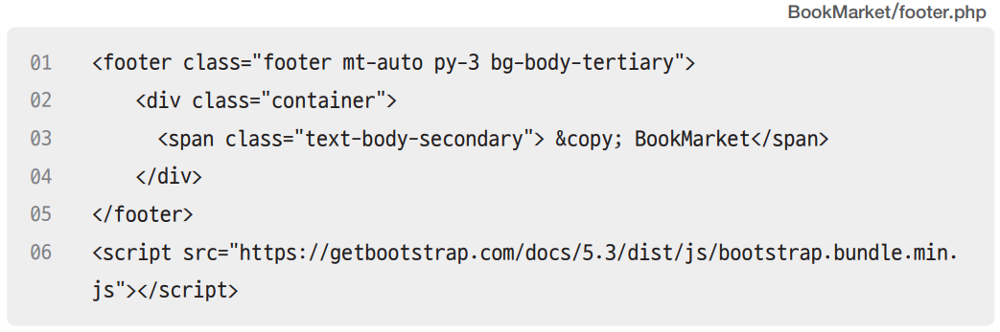 BookMarket/footer.php
01 <footer class="footer mt-auto py-3 bg-body-tertiary">
02     <div class="container">
03       <span class="text-body-secondary"> &copy; BookMarket</span>
04     </div>
05 </footer>
06 <script src="https://getbootstrap.com/docs/5.3/dist/js/bootstrap.bundle.min.
js"></script>